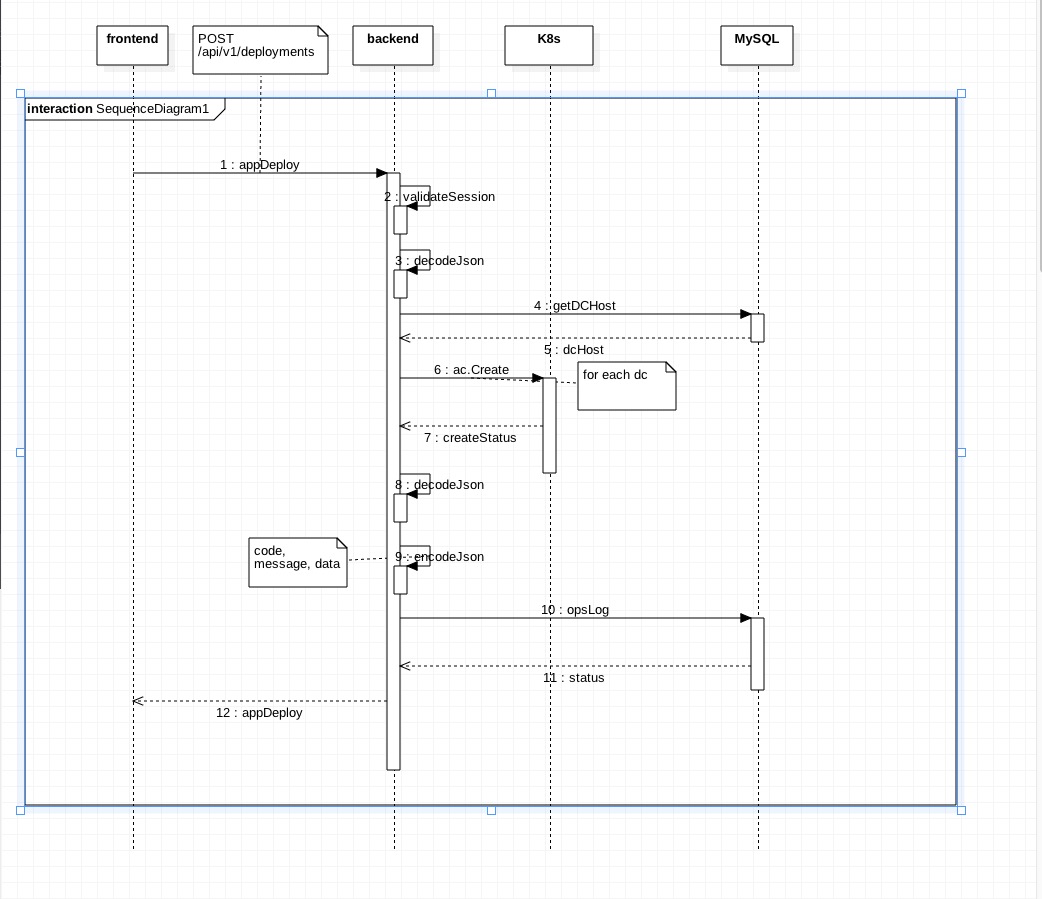 frontend
POST
/api/v1/deployments
backend
K8s
MySQL
interaction SequenceDiagram1
1 : appDeploy
2 : validateSession
3 : decodeJson
4 : getDCHost
5 : dcHost
6 : ac.Create
for each dc
7 : createStatus
8 : decodeJson
code,
message, data
9 : encodeJson
10 : opsLog
11 : status
12 : appDeploy